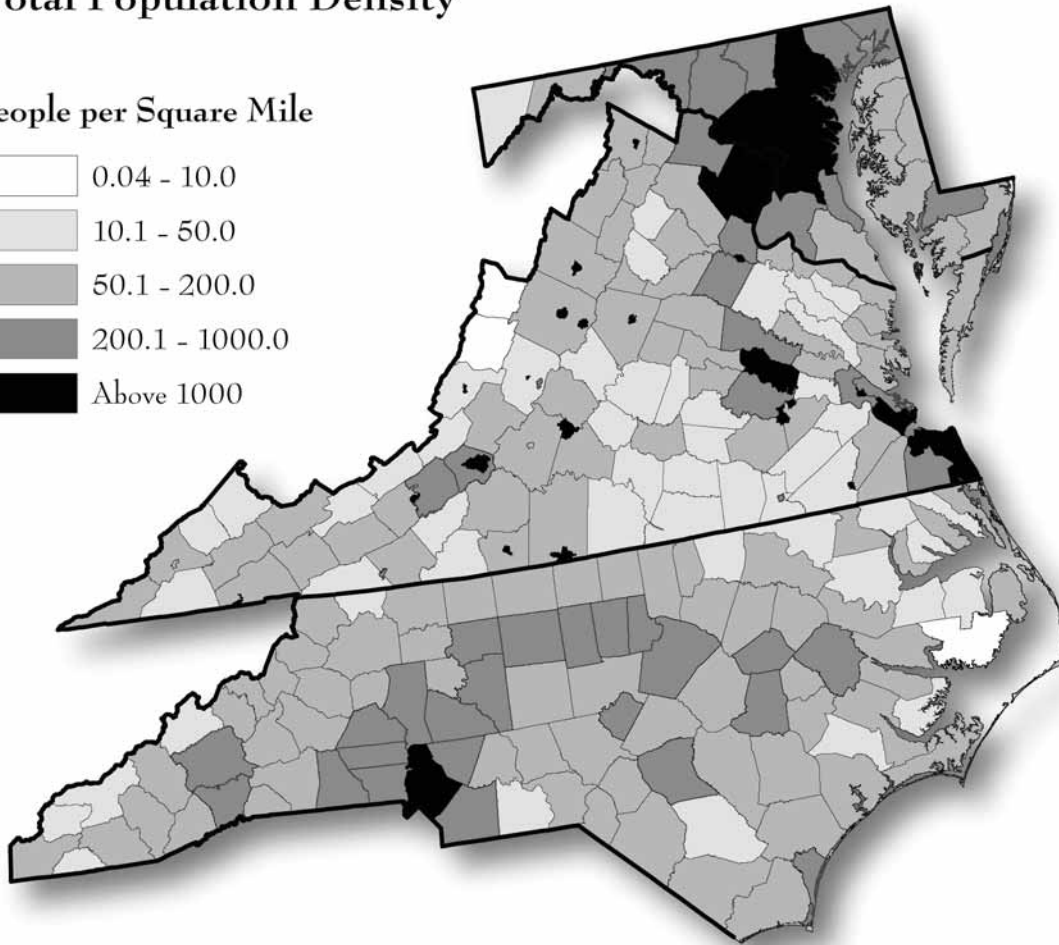 otal Population Density
eople per Square Mile
0.04 - 10.0
10.1 - 50.0
50.1 - 200.0
200.1 - 1000.0
Above 1000